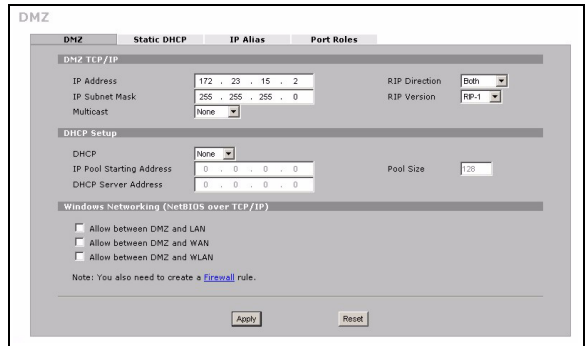 DMZ
DMZ Static DHCP IP Alias Port Roles
DMZ TCP/IP
IP Address 172 . 23 . 15 . 2 RIP Direction Both
IP Subnet Mask 255 . 255 . 255 . 0 RIP Version RIP-1
Multicast None
DHCP Setup
DHCP None
IP Pool Starting Address 0 . 0 . 0 . 0 Pool Size 128
DHCP Server Address 0 . 0 . 0 . 0
Windows Networking (NetBIOS over TCP/IP)
Allow between DMZ and LAN
Allow between DMZ and WAN
Allow between DMZ and WLAN
Note: You also need to create a Firewall rule.
Apply Reset